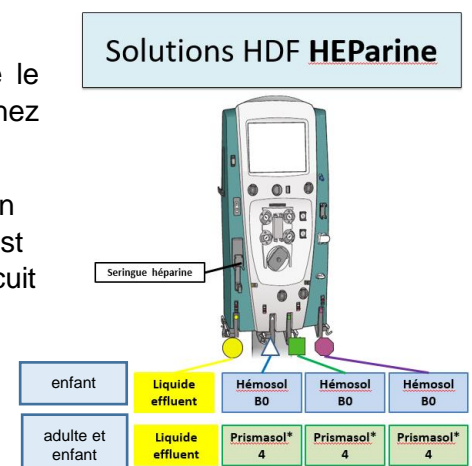 Solutions HDF HEParine
le
nez
n
st
cuit
Seringue héparine
enfant
Liquide
effluent
Hémosol
B0
Hémosol
B0
Hémosol
B0
adulte et
enfant
Liquide
effluent
Prismasol*
4
Prismasol*
4
Prismasol*
4